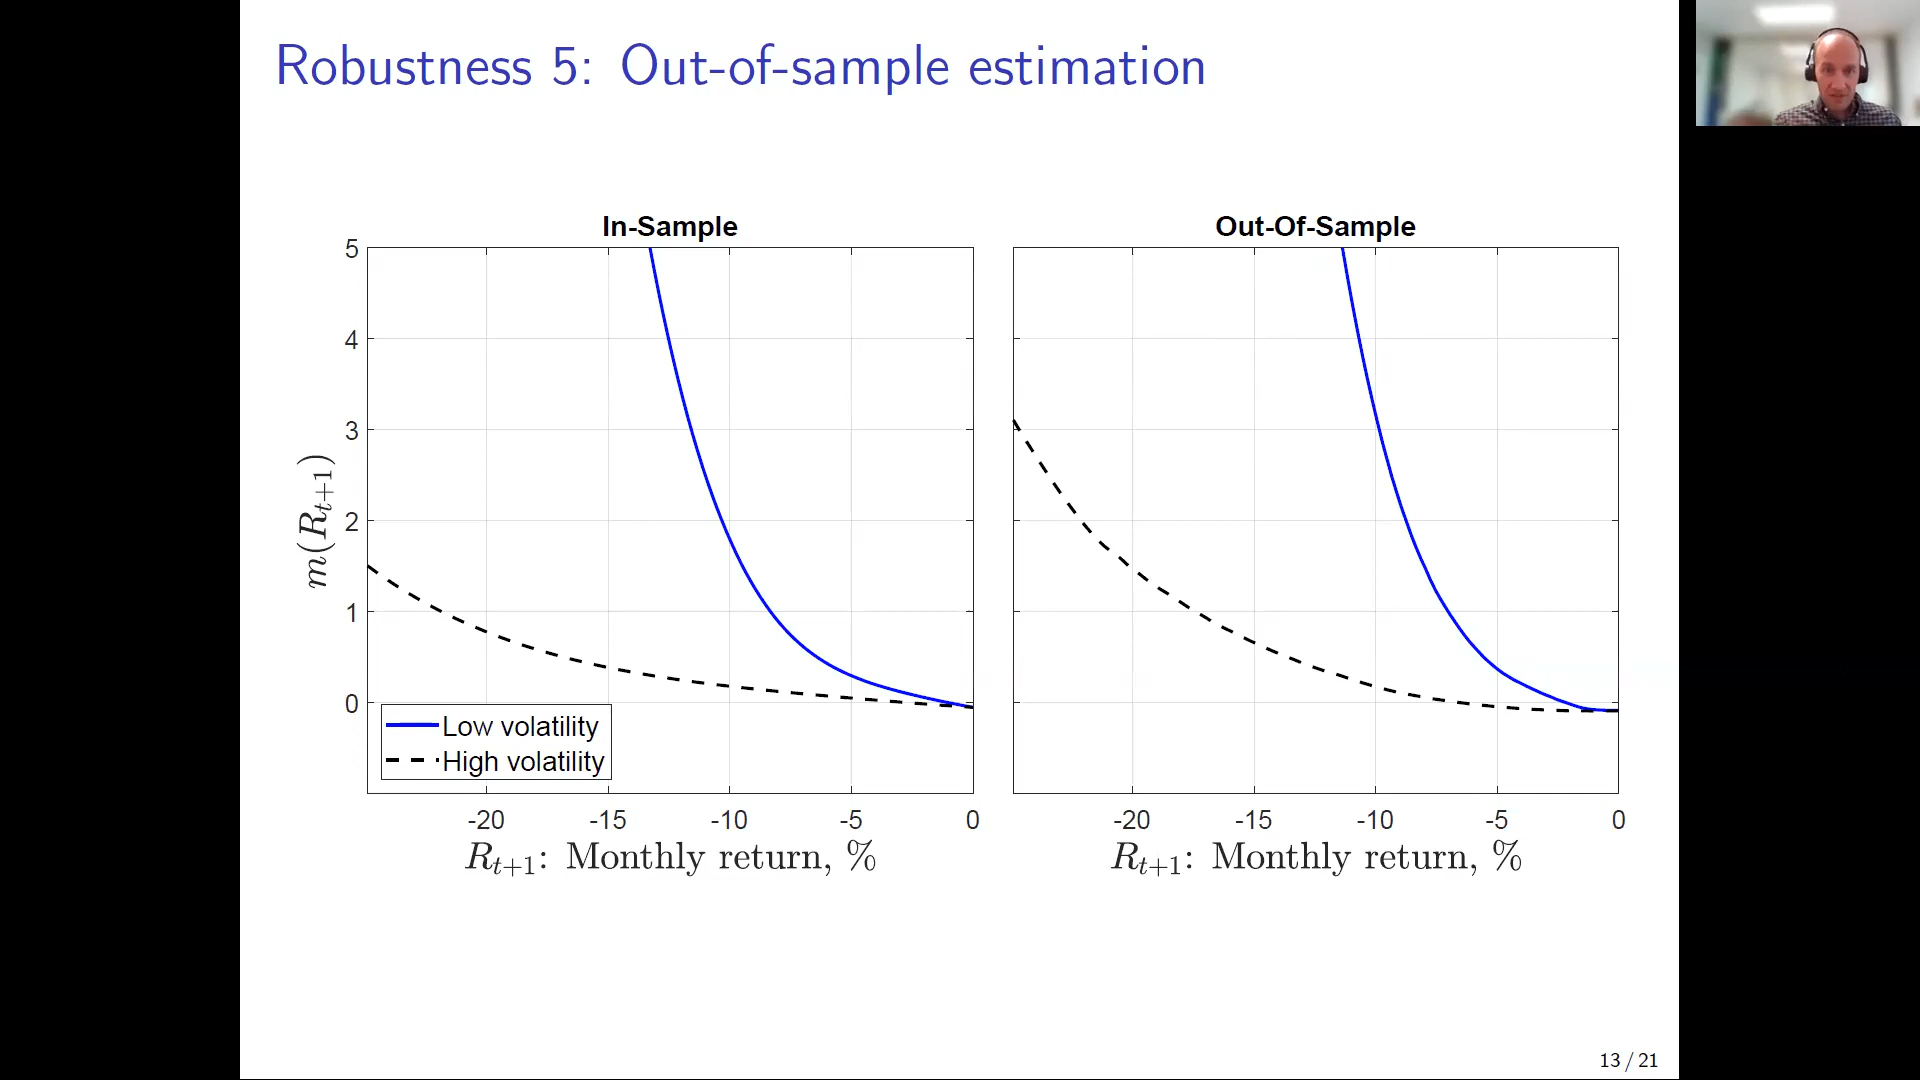 Robustness 5: Out-of-sample estimation
In-Sample
5
4
3
2
1
0
m(R_{t+1})
Low volatility
High volatility
-20 -15 -10 -5 0
R_{t+1}: Monthly return, %
Out-Of-Sample
-20 -15 -10 -5 0
R_{t+1}: Monthly return, %
13 / 21